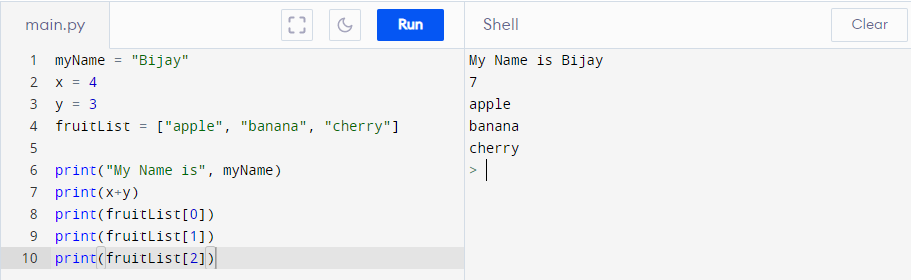 main.py
Run
Shell
Clear
1 myName = "Bijay"
2 x = 4
3 y = 3
4 fruitList = ["apple", "banana", "cherry"]
5
6 print("My Name is", myName)
7 print(x+y)
8 print(fruitList[0])
9 print(fruitList[1])
10 print(fruitList[2])
My Name is Bijay
7
apple
banana
cherry
>